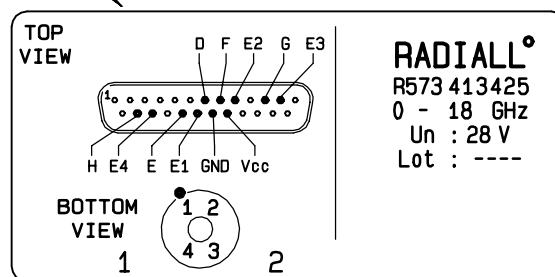 TOP
VIEW
D F E2 G E3
1
H E4 E E1 GND Vcc
BOTTOM
VIEW
1 2
4 3
1 2
RADIALL°
R573 413425
0 - 18 GHz
Un : 28 V
Lot : ----